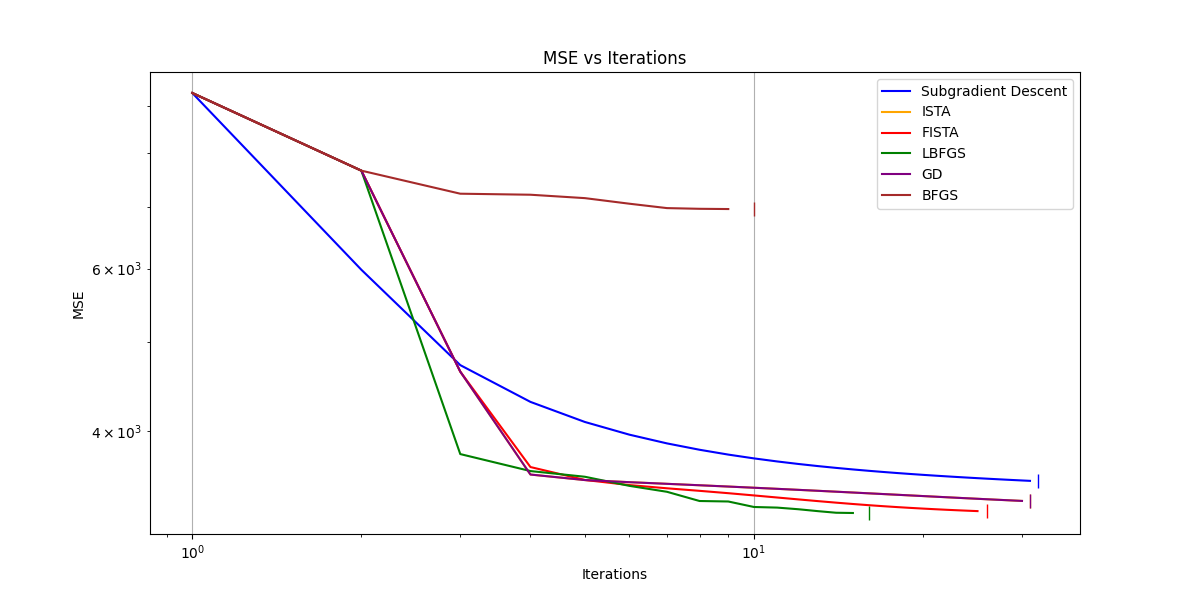 MSE vs Iterations
Subgradient Descent
ISTA
FISTA
LBFGS
GD
BFGS
6 × 10³
4 × 10³
MSE
10⁰
10¹
Iterations